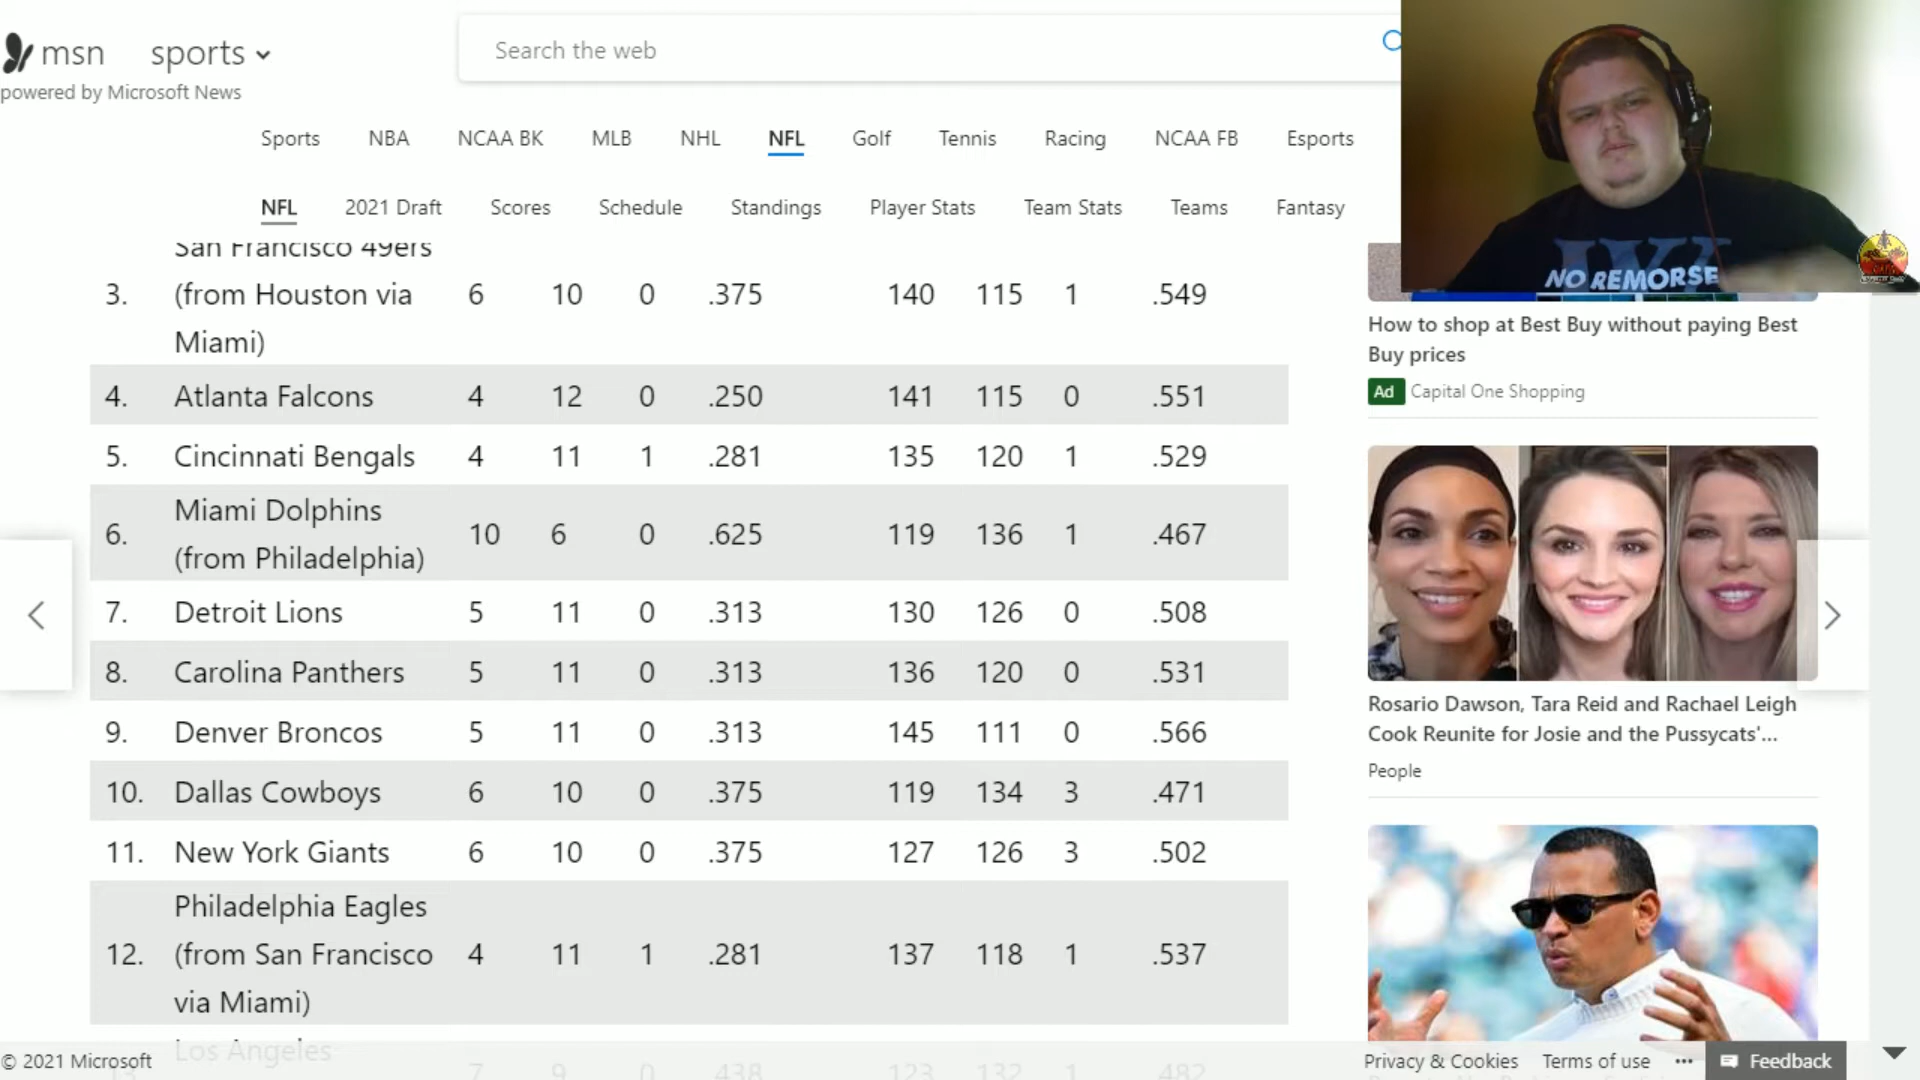 msn sports
Search the web
powered by Microsoft News
Sports NBA NCAA BK MLB NHL NFL Golf Tennis Racing NCAA FB Esports
NFL 2021 Draft Scores Schedule Standings Player Stats Team Stats Teams Fantasy
San Francisco 49ers
3. (from Houston via 6 10 0 .375 140 115 1 .549
Miami)
4. Atlanta Falcons 4 12 0 .250 141 115 0 .551
5. Cincinnati Bengals 4 11 1 .281 135 120 1 .529
Miami Dolphins
6. 10 6 0 .625 119 136 1 .467
(from Philadelphia)
7. Detroit Lions 5 11 0 .313 130 126 0 .508
8. Carolina Panthers 5 11 0 .313 136 120 0 .531
9. Denver Broncos 5 11 0 .313 145 111 0 .566
10. Dallas Cowboys 6 10 0 .375 119 134 3 .471
11. New York Giants 6 10 0 .375 127 126 3 .502
Philadelphia Eagles
12. (from San Francisco 4 11 1 .281 137 118 1 .537
via Miami)
Los Angeles
13. 7 9 0 .438 123 132 1 .482
NO REMORSE
How to shop at Best Buy without paying Best
Buy prices
Ad Capital One Shopping
Rosario Dawson, Tara Reid and Rachael Leigh
Cook Reunite for Josie and the Pussycats'...
People
© 2021 Microsoft
Privacy & Cookies Terms of use ... Feedback